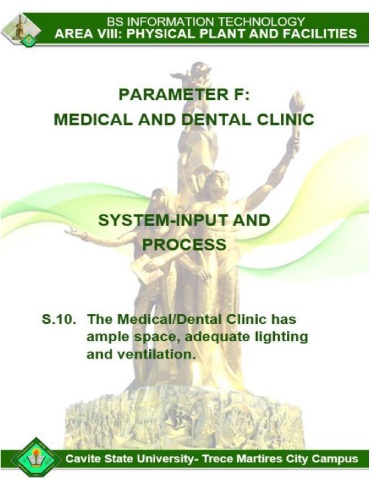 BS INFORMATION TECHNOLOGY
AREA VIII: PHYSICAL PLANT AND FACILITIES
PARAMETER F:
MEDICAL AND DENTAL CLINIC
SYSTEM-INPUT AND
PROCESS
S.10. The Medical/Dental Clinic has
ample space, adequate lighting
and ventilation.
Cavite State University- Trece Martires City Campus